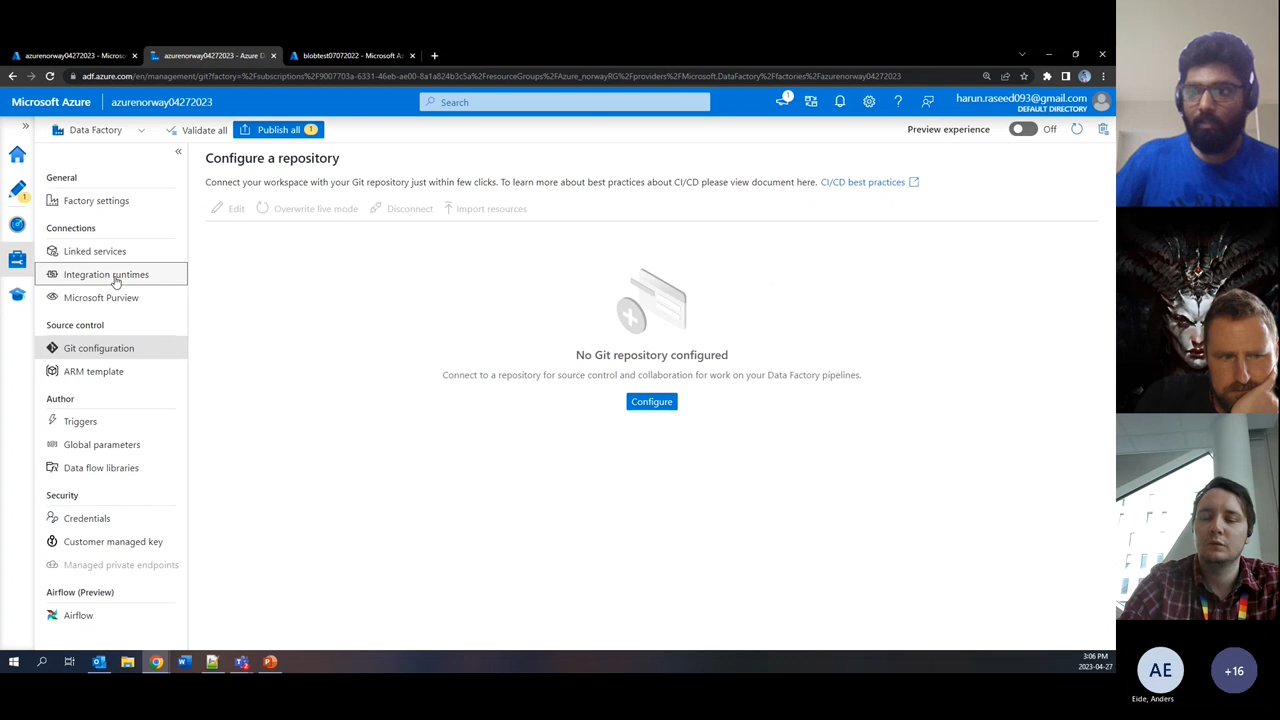 azurenorway04272023 - Microso
azurenorway04272023 - Azure D
blobtest07072022 - Microsoft Az
adf.azure.com/en/management/git?factory=%2Fsubscriptions%2F9007703a-6331-46eb-ae00-8a1a824b3c5a%2FresourceGroups%2FAzure_norwayRG%2Fproviders%2FMicrosoft.DataFactory%2Ffactories%2Fazurenorway04272023
Microsoft Azure
azurenorway04272023
Search
1
harun.raseed093@gmail.com
DEFAULT DIRECTORY
Data Factory
Validate all
Publish all 1
Preview experience
Off
1
General
Factory settings
Connections
Linked services
Integration runtimes
Microsoft Purview
Source control
Git configuration
ARM template
Author
Triggers
Global parameters
Data flow libraries
Security
Credentials
Customer managed key
Managed private endpoints
Airflow (Preview)
Airflow
Configure a repository
Connect your workspace with your Git repository just within few clicks. To learn more about best practices about CI/CD please view document here. CI/CD best practices
Edit
Overwrite live mode
Disconnect
Import resources
No Git repository configured
Connect to a repository for source control and collaboration for work on your Data Factory pipelines.
Configure
3:06 PM
2023-04-27
AE
Eide, Anders
+16